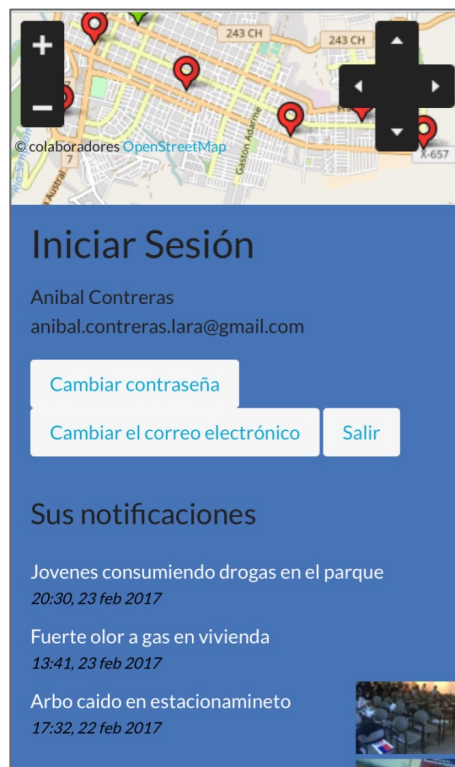 243 CH
243 CH
Gaston Adarme
X-657
7
Austral
© colaboradores OpenStreetMap
Iniciar Sesión
Anibal Contreras
anibal.contreras.lara@gmail.com
Cambiar contraseña
Cambiar el correo electrónico
Salir
Sus notificaciones
Jovenes consumiendo drogas en el parque
20:30, 23 feb 2017
Fuerte olor a gas en vivienda
13:41, 23 feb 2017
Arbo caido en estacionamineto
17:32, 22 feb 2017